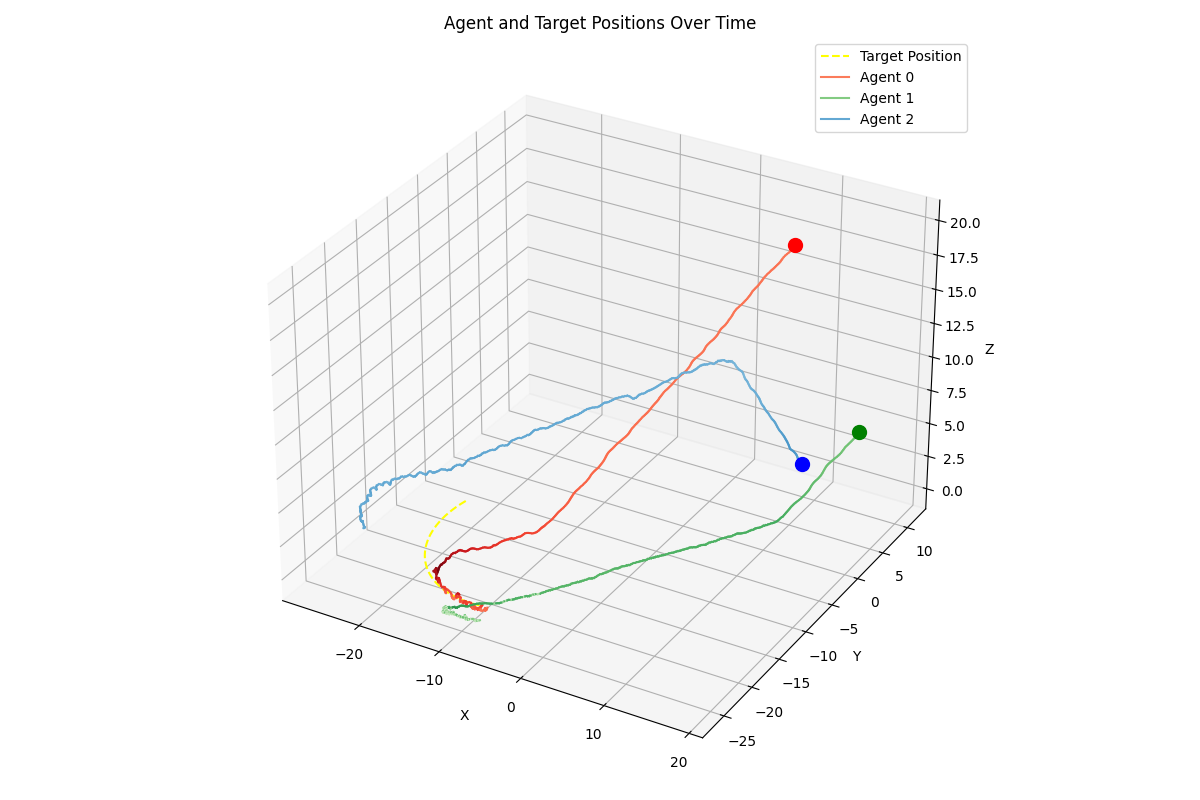 Agent and Target Positions Over Time
Target Position
Agent 0
Agent 1
Agent 2
20.0
17.5
15.0
12.5
10.0
7.5
5.0
2.5
0.0
Z
10
5
0
−5
−10
−15
−20
−25
Y
−20
−10
0
10
20
X